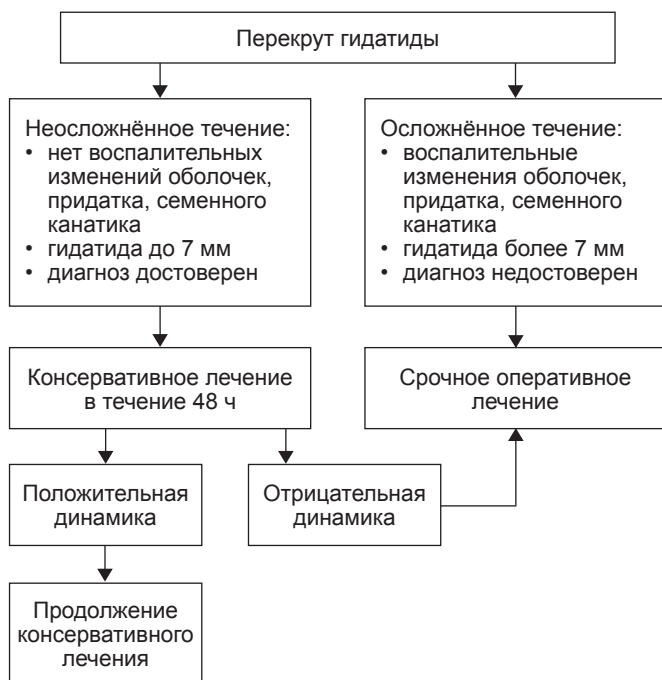 Перекрут гидатиды
Неосложнённое течение:
• нет воспалительных
изменений оболочек,
придатка, семенного
канатика
• гидатида до 7 мм
• диагноз достоверен
Осложнённое течение:
• воспалительные
изменения оболочек,
придатка, семенного
канатика
• гидатида более 7 мм
• диагноз недостоверен
Консервативное лечение
в течение 48 ч
Срочное оперативное
лечение
Положительная
динамика
Отрицательная
динамика
Продолжение
консервативного
лечения